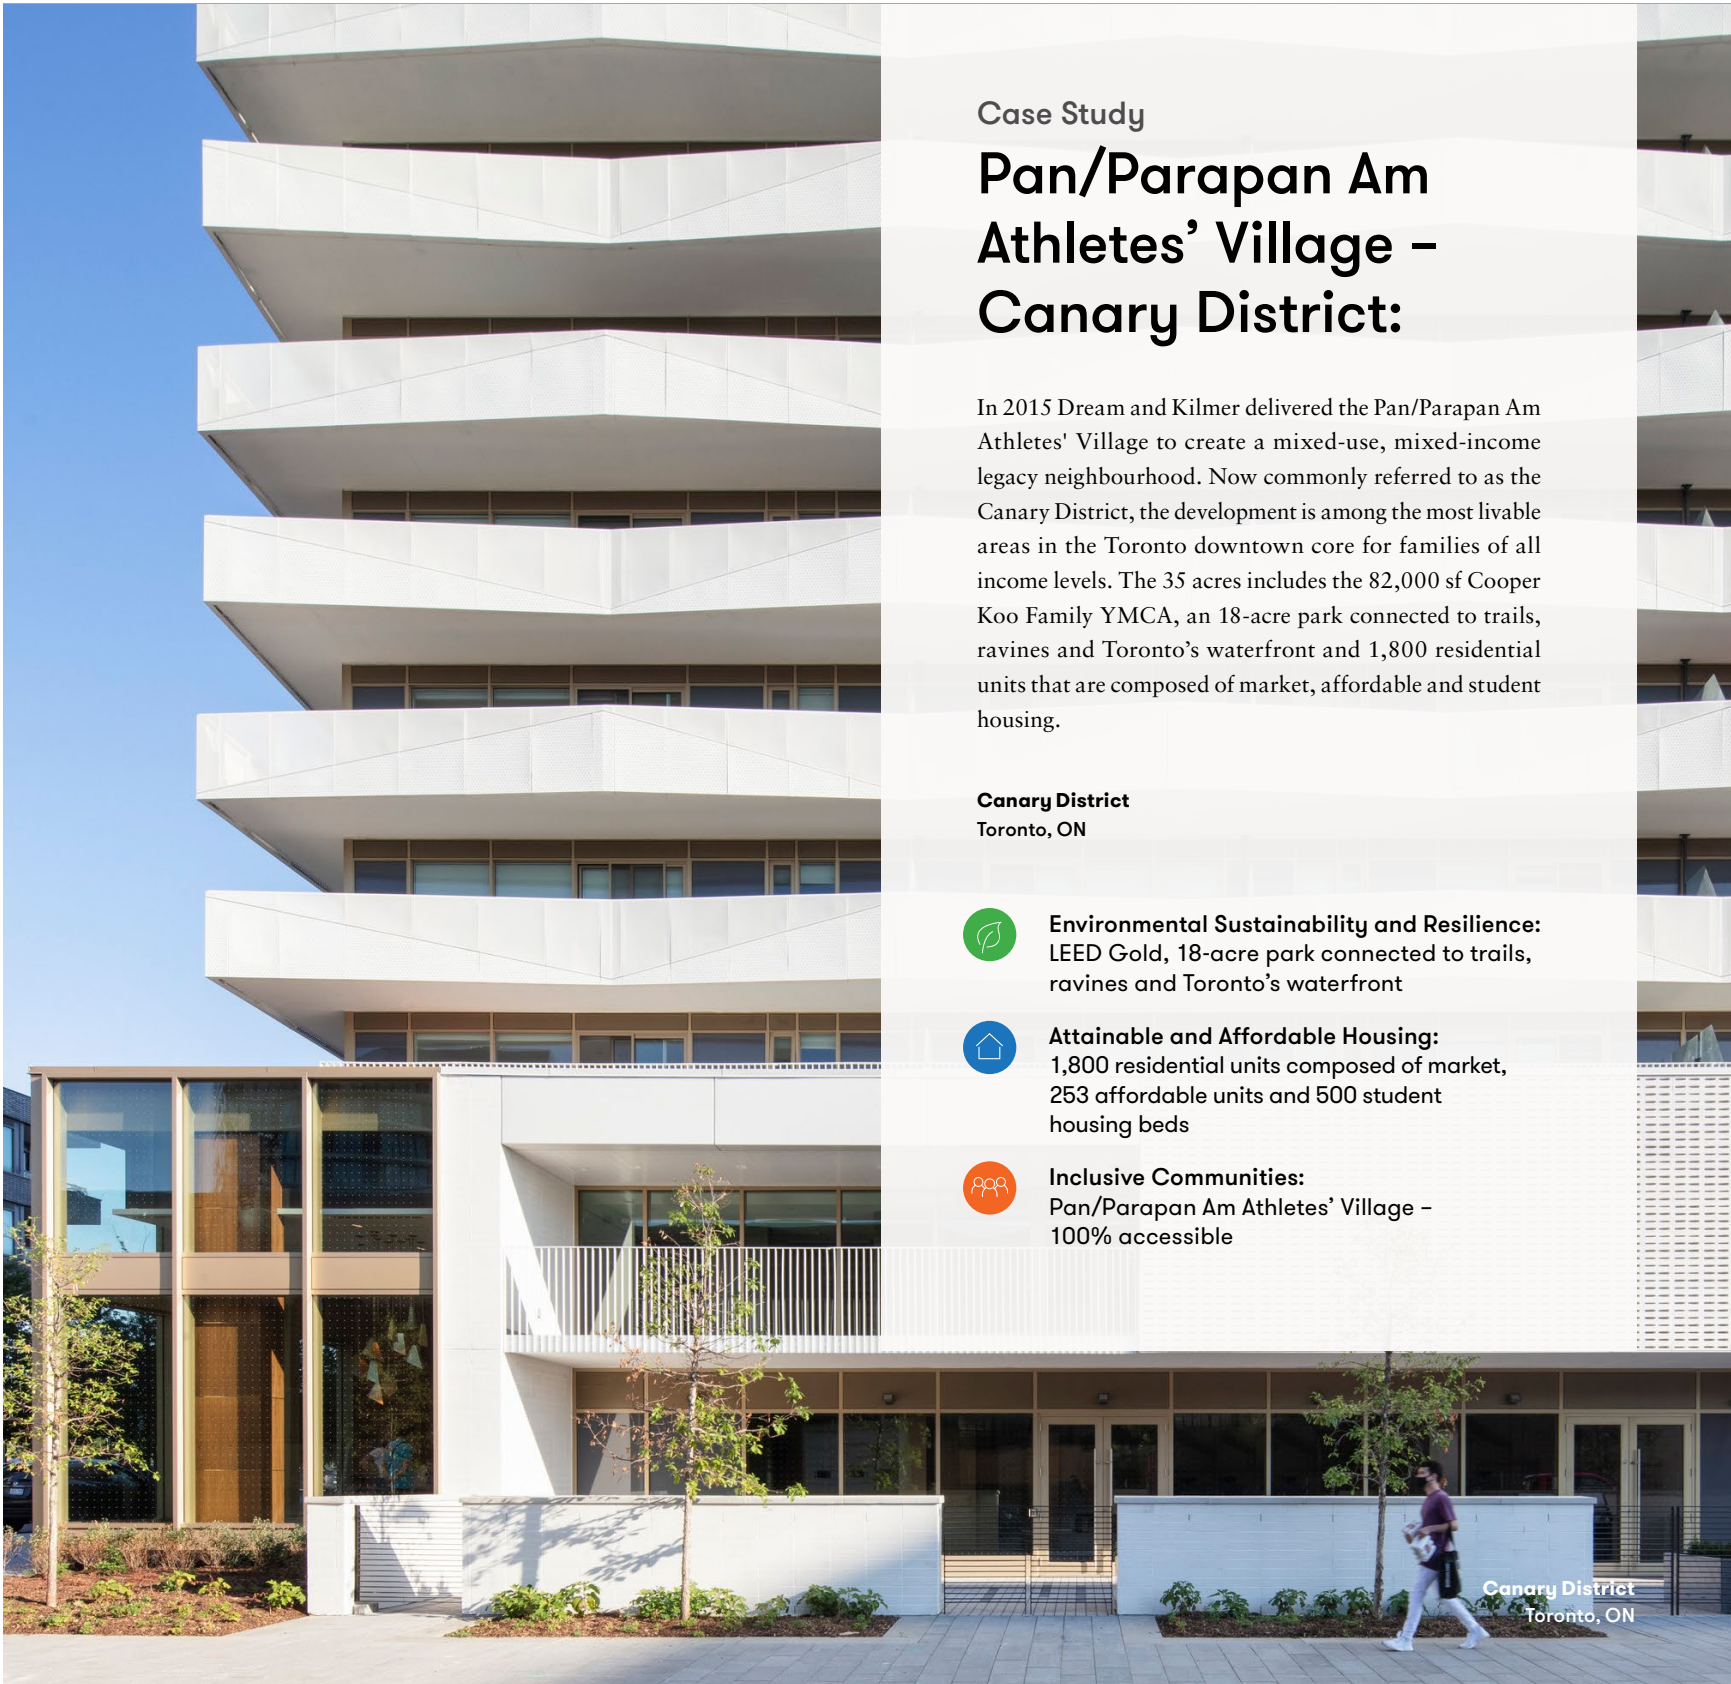 Case Study
Pan/Parapan Am
Athletes’ Village –
Canary District:
In 2015 Dream and Kilmer delivered the Pan/Parapan Am
Athletes' Village to create a mixed-use, mixed-income
legacy neighbourhood. Now commonly referred to as the
Canary District, the development is among the most livable
areas in the Toronto downtown core for families of all
income levels. The 35 acres includes the 82,000 sf Cooper
Koo Family YMCA, an 18-acre park connected to trails,
ravines and Toronto’s waterfront and 1,800 residential
units that are composed of market, affordable and student
housing.
Canary District
Toronto, ON
Environmental Sustainability and Resilience:
LEED Gold, 18-acre park connected to trails,
ravines and Toronto’s waterfront
Attainable and Affordable Housing:
1,800 residential units composed of market,
253 affordable units and 500 student
housing beds
Inclusive Communities:
Pan/Parapan Am Athletes’ Village –
100% accessible
Canary District
Toronto, ON